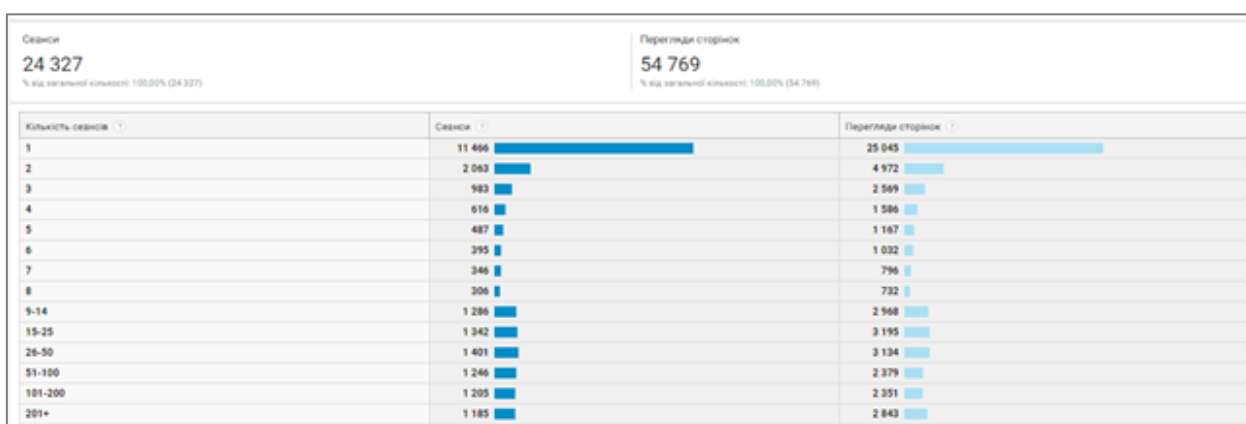 Сеанси Перегляди сторінок
24 327 54 769
% від загальної кількості: 100,00% (24 327) % від загальної кількості: 100,00% (54 769)
Кількість сеансів ? Сеанси ? Перегляди сторінок ?
1 11 466 25 045
2 2 063 4 972
3 983 2 569
4 616 1 586
5 487 1 167
6 395 1 032
7 346 796
8 306 732
9-14 1 286 2 968
15-25 1 342 3 195
26-50 1 401 3 134
51-100 1 246 2 379
101-200 1 205 2 351
201+ 1 185 2 843